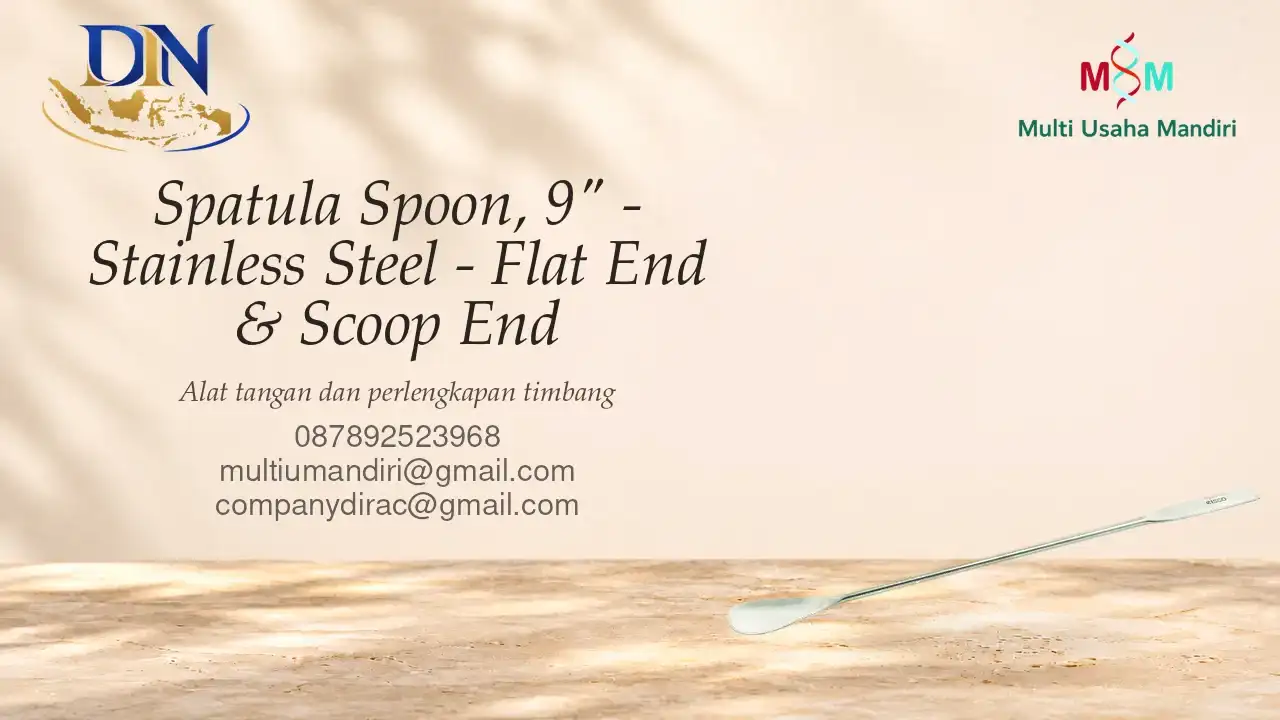 DN
M M
Multi Usaha Mandiri
Spatula Spoon, 9" -
Stainless Steel - Flat End
& Scoop End
Alat tangan dan perlengkapan timbang
087892523968
multiumandiri@gmail.com
companydirac@gmail.com